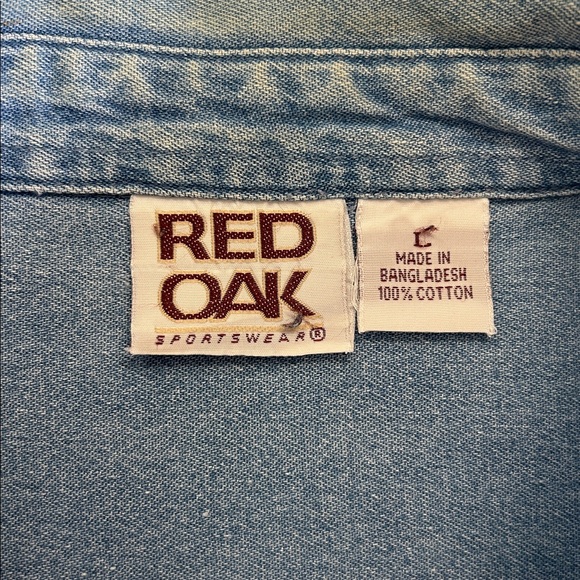 RED
OAK
SPORTSWEAR®
L
MADE IN
BANGLADESH
100% COTTON